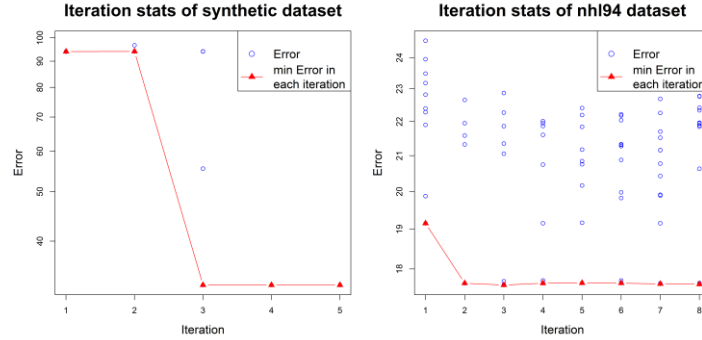 Iteration stats of synthetic dataset
Error
min Error in
each iteration
100
90
80
70
60
50
40
Error
1 2 3 4 5
Iteration
Iteration stats of nhl94 dataset
Error
min Error in
each iteration
24
23
22
21
20
19
18
Error
1 2 3 4 5 6 7 8
Iteration